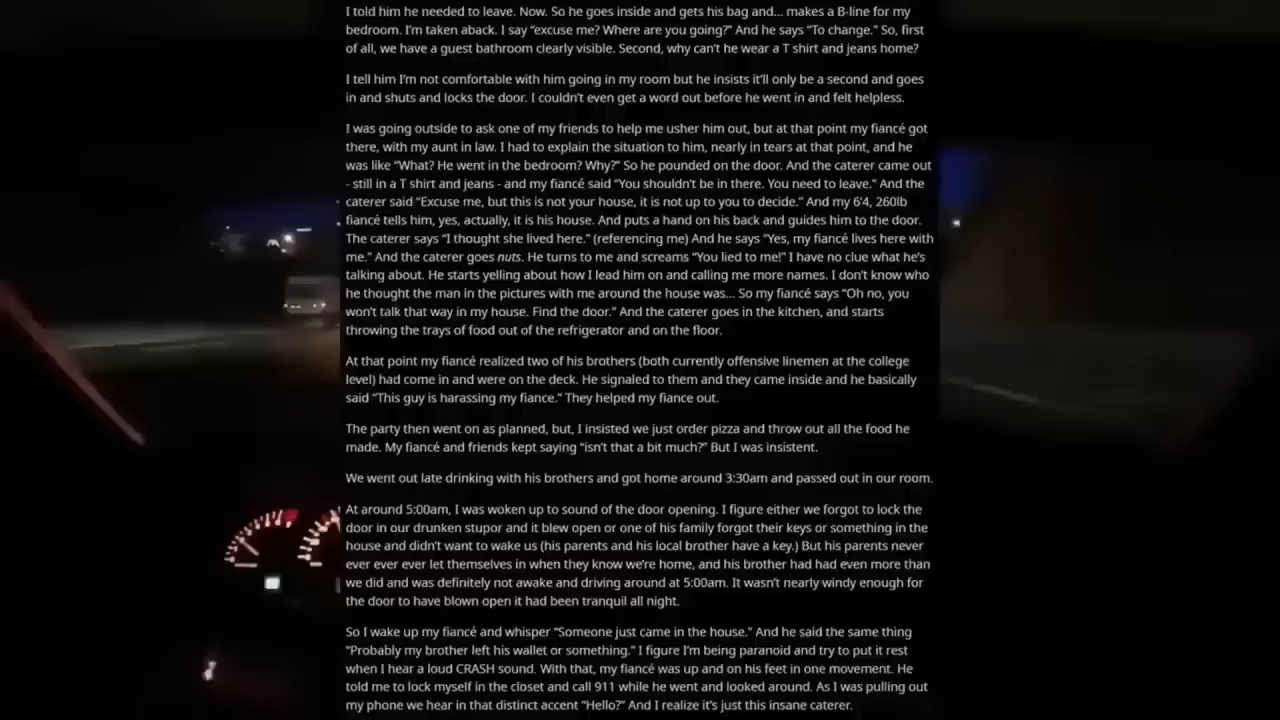 I told him he needed to leave. Now. So he goes inside and gets his bag and... makes a B-line for my
bedroom. I'm taken aback. I say “excuse me? Where are you going?” And he says “To change.” So, first
of all, we have a guest bathroom clearly visible. Second, why can't he wear a T shirt and jeans home?
I tell him I'm not comfortable with him going in my room but he insists it'll only be a second and goes
in and shuts and locks the door. I couldn't even get a word out before he went in and felt helpless.
I was going outside to ask one of my friends to help me usher him out, but at that point my fiancé got
there, with my aunt in law. I had to explain the situation to him, nearly in tears at that point, and he
was like “What? He went in the bedroom? Why?” So he pounded on the door. And the caterer came out
- still in a T shirt and jeans - and my fiancé said “You shouldn't be in there. You need to leave.” And the
caterer said “Excuse me, but this is not your house, it is not up to you to decide.” And my 6'4, 260lb
fiancé tells him, yes, actually, it is his house. And puts a hand on his back and guides him to the door.
The caterer says “I thought she lived here.” (referencing me) And he says “Yes, my fiancé lives here with
me.” And the caterer goes nuts. He turns to me and screams “You lied to me!” I have no clue what he's
talking about. He starts yelling about how I lead him on and calling me more names. I don't know who
he thought the man in the pictures with me around the house was... So my fiancé says “Oh no, you
won't talk that way in my house. Find the door.” And the caterer goes in the kitchen, and starts
throwing the trays of food out of the refrigerator and on the floor.
At that point my fiancé realized two of his brothers (both currently offensive linemen at the college
level) had come in and were on the deck. He signaled to them and they came inside and he basically
said “This guy is harassing my fiance.” They helped my fiance out.
The party then went on as planned, but, I insisted we just order pizza and throw out all the food he
made. My fiancé and friends kept saying “isn't that a bit much?” But I was insistent.
We went out late drinking with his brothers and got home around 3:30am and passed out in our room.
At around 5:00am, I was woken up to sound of the door opening. I figure either we forgot to lock the
door in our drunken stupor and it blew open or one of his family forgot their keys or something in the
house and didn't want to wake us (his parents and his local brother have a key.) But his parents never
ever ever ever let themselves in when they know we're home, and his brother had had even more than
we did and was definitely not awake and driving around at 5:00am. It wasn't nearly windy enough for
the door to have blown open it had been tranquil all night.
So I wake up my fiancé and whisper “Someone just came in the house.” And he said the same thing
“Probably my brother left his wallet or something.” I figure I'm being paranoid and try to put it rest
when I hear a loud CRASH sound. With that, my fiancé was up and on his feet in one movement. He
told me to lock myself in the closet and call 911 while he went and looked around. As I was pulling out
my phone we hear in that distinct accent “Hello?” And I realize it's just this insane caterer.